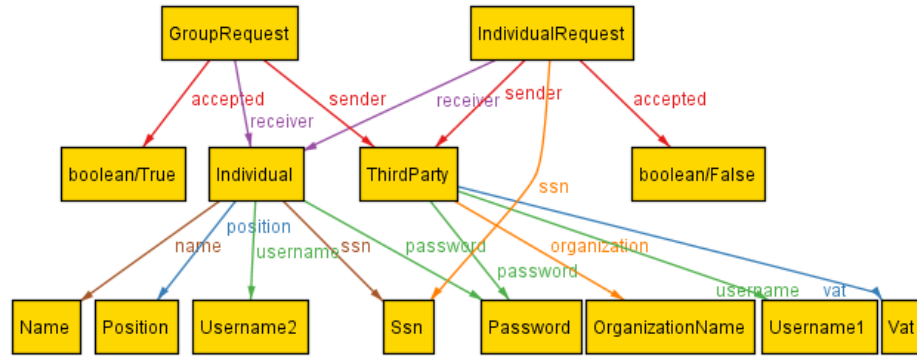 GroupRequest IndividualRequest
accepted sender receiver sender accepted
receiver
boolean/True Individual ThirdParty boolean/False
ssn
name position username ssn password organization
password username vat
Name Position Username2 Ssn Password OrganizationName Username1 Vat